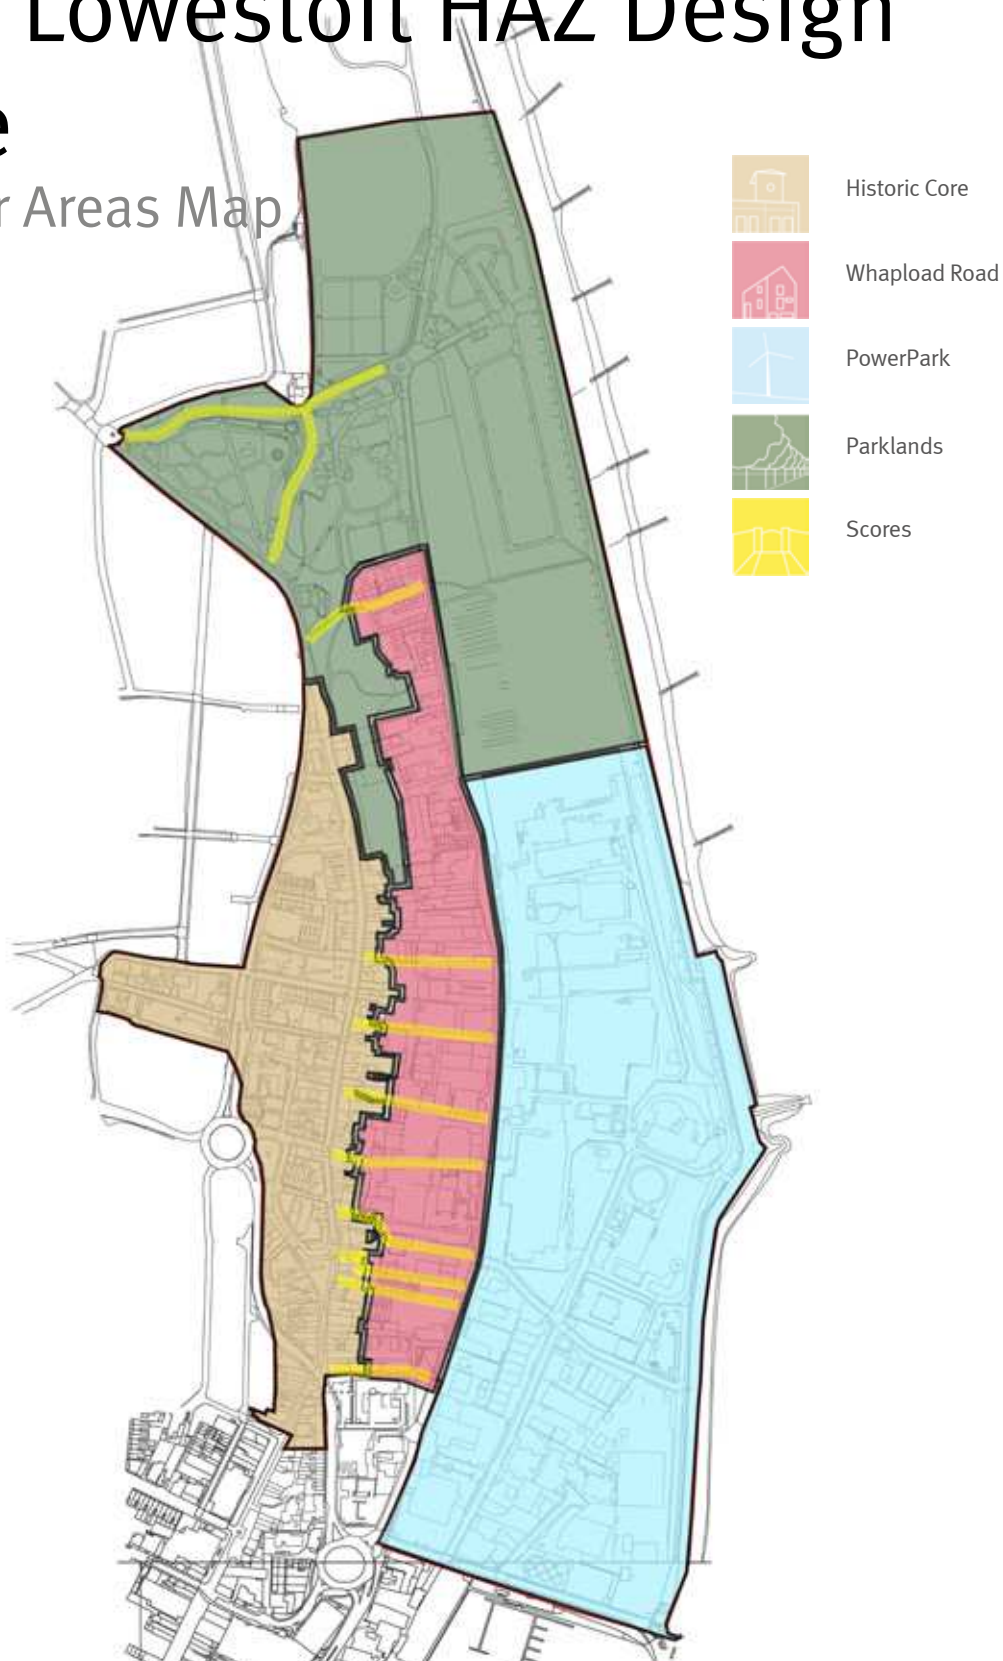 Lowestoft HAZ Design
e
r Areas Map
Historic Core
Whapload Road
PowerPark
Parklands
Scores